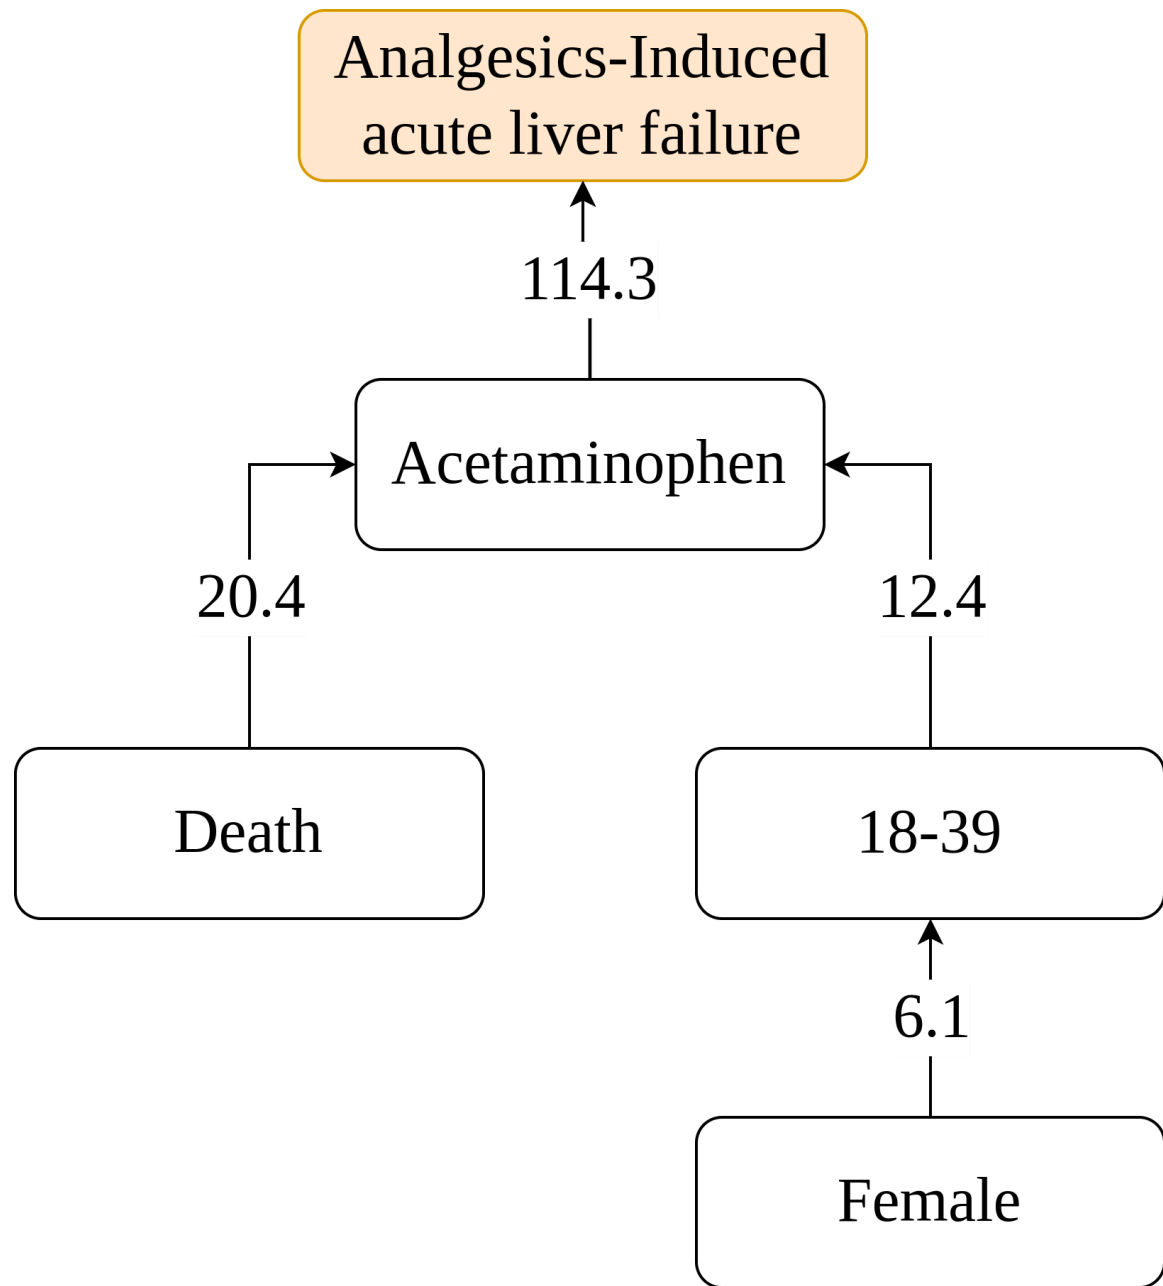 Analgesics-Induced
acute liver failure
114.3
Acetaminophen
20.4
12.4
Death
18-39
6.1
Female